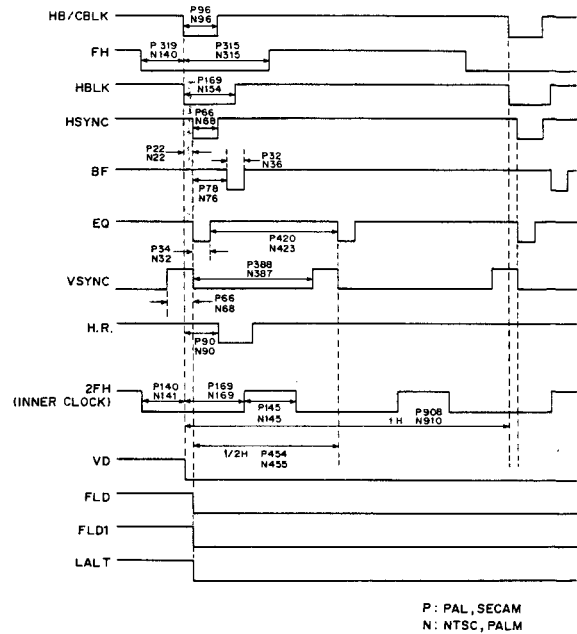 HB/CBLK
P96
N96
FH
P319
N140
P315
N315
HBLK
P169
N154
HSYNC
P66
N68
P22
N22
BF
P32
N36
P78
N76
EQ
P34
N32
P420
N423
P388
N387
VSYNC
P66
N68
H.R.
P90
N90
2FH
(INNER CLOCK)
P140
N141
P169
N169
P145
N145
1H
P908
N910
1/2H
P454
N455
VD
FLD
FLD1
LALT
P: PAL, SECAM
N: NTSC, PALM